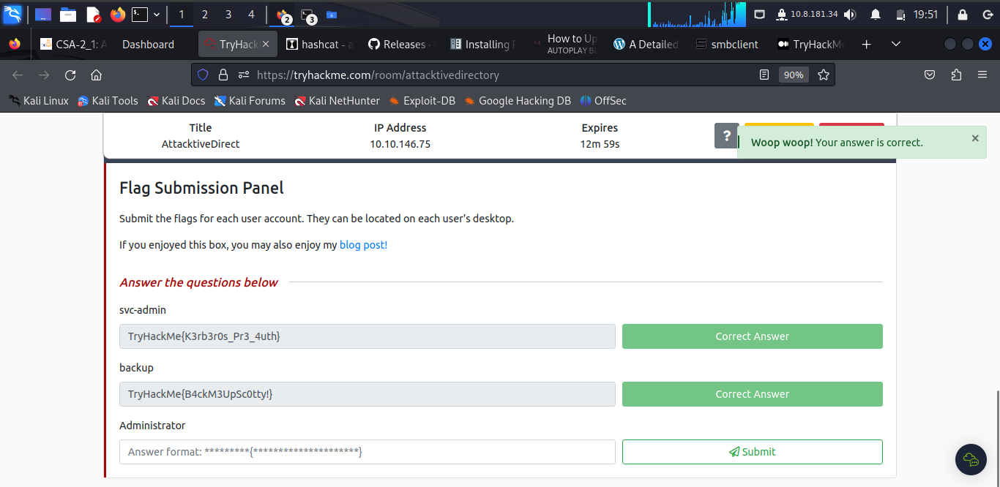 1 2 3 4 2 3 10.8.181.34 19:51
CSA-2_1: A Dashboard TryHack hashcat - a Releases · Installing How to Up A Detailed smbclient TryHackMe
AUTOPLAY BL
https://tryhackme.com/room/attacktivedirectory 90%
Kali Linux Kali Tools Kali Docs Kali Forums Kali NetHunter Exploit-DB Google Hacking DB OffSec
Title IP Address Expires
AttacktiveDirect 10.10.146.75 12m 59s ?
Woop woop! Your answer is correct. ×
Flag Submission Panel
Submit the flags for each user account. They can be located on each user's desktop.
If you enjoyed this box, you may also enjoy my blog post!
Answer the questions below
svc-admin
TryHackMe{K3rb3r0s_Pr3_4uth} Correct Answer
backup
TryHackMe{B4ckM3UpSc0tty!} Correct Answer
Administrator
Answer format: *********{*********************} Submit